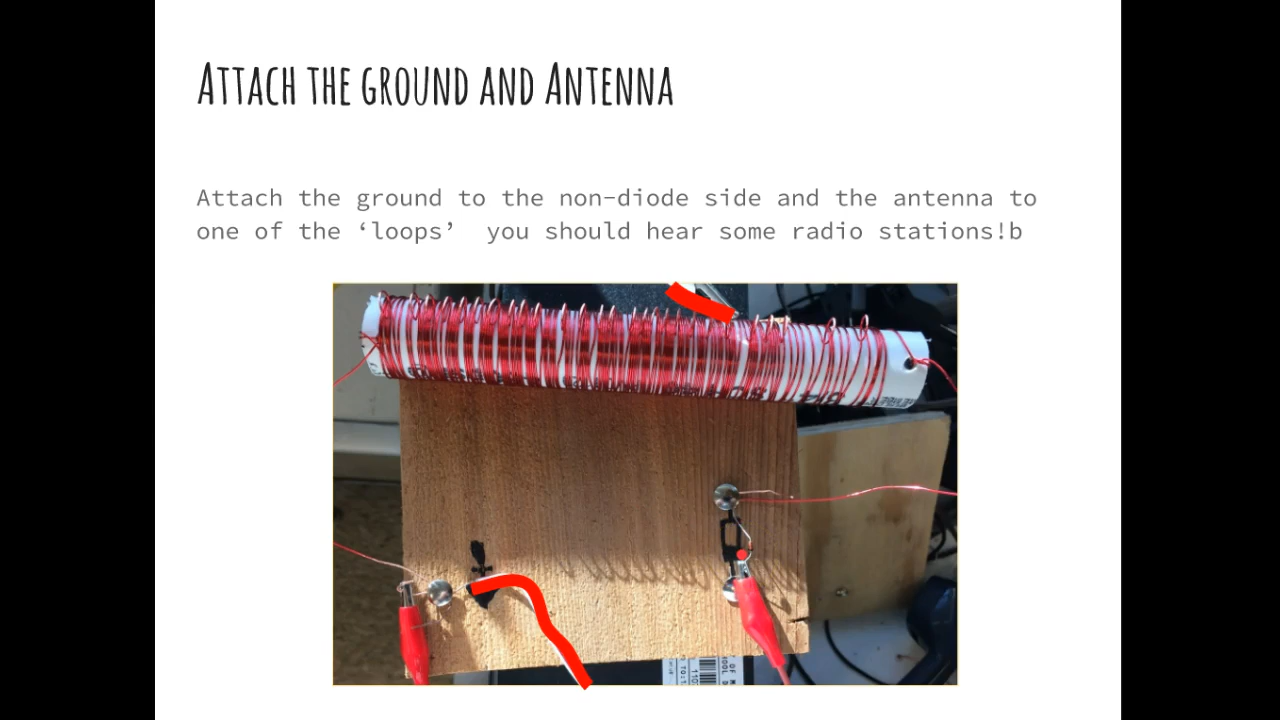 Attach the ground and Antenna
Attach the ground to the non-diode side and the antenna to
one of the ‘loops’ you should hear some radio stations!b